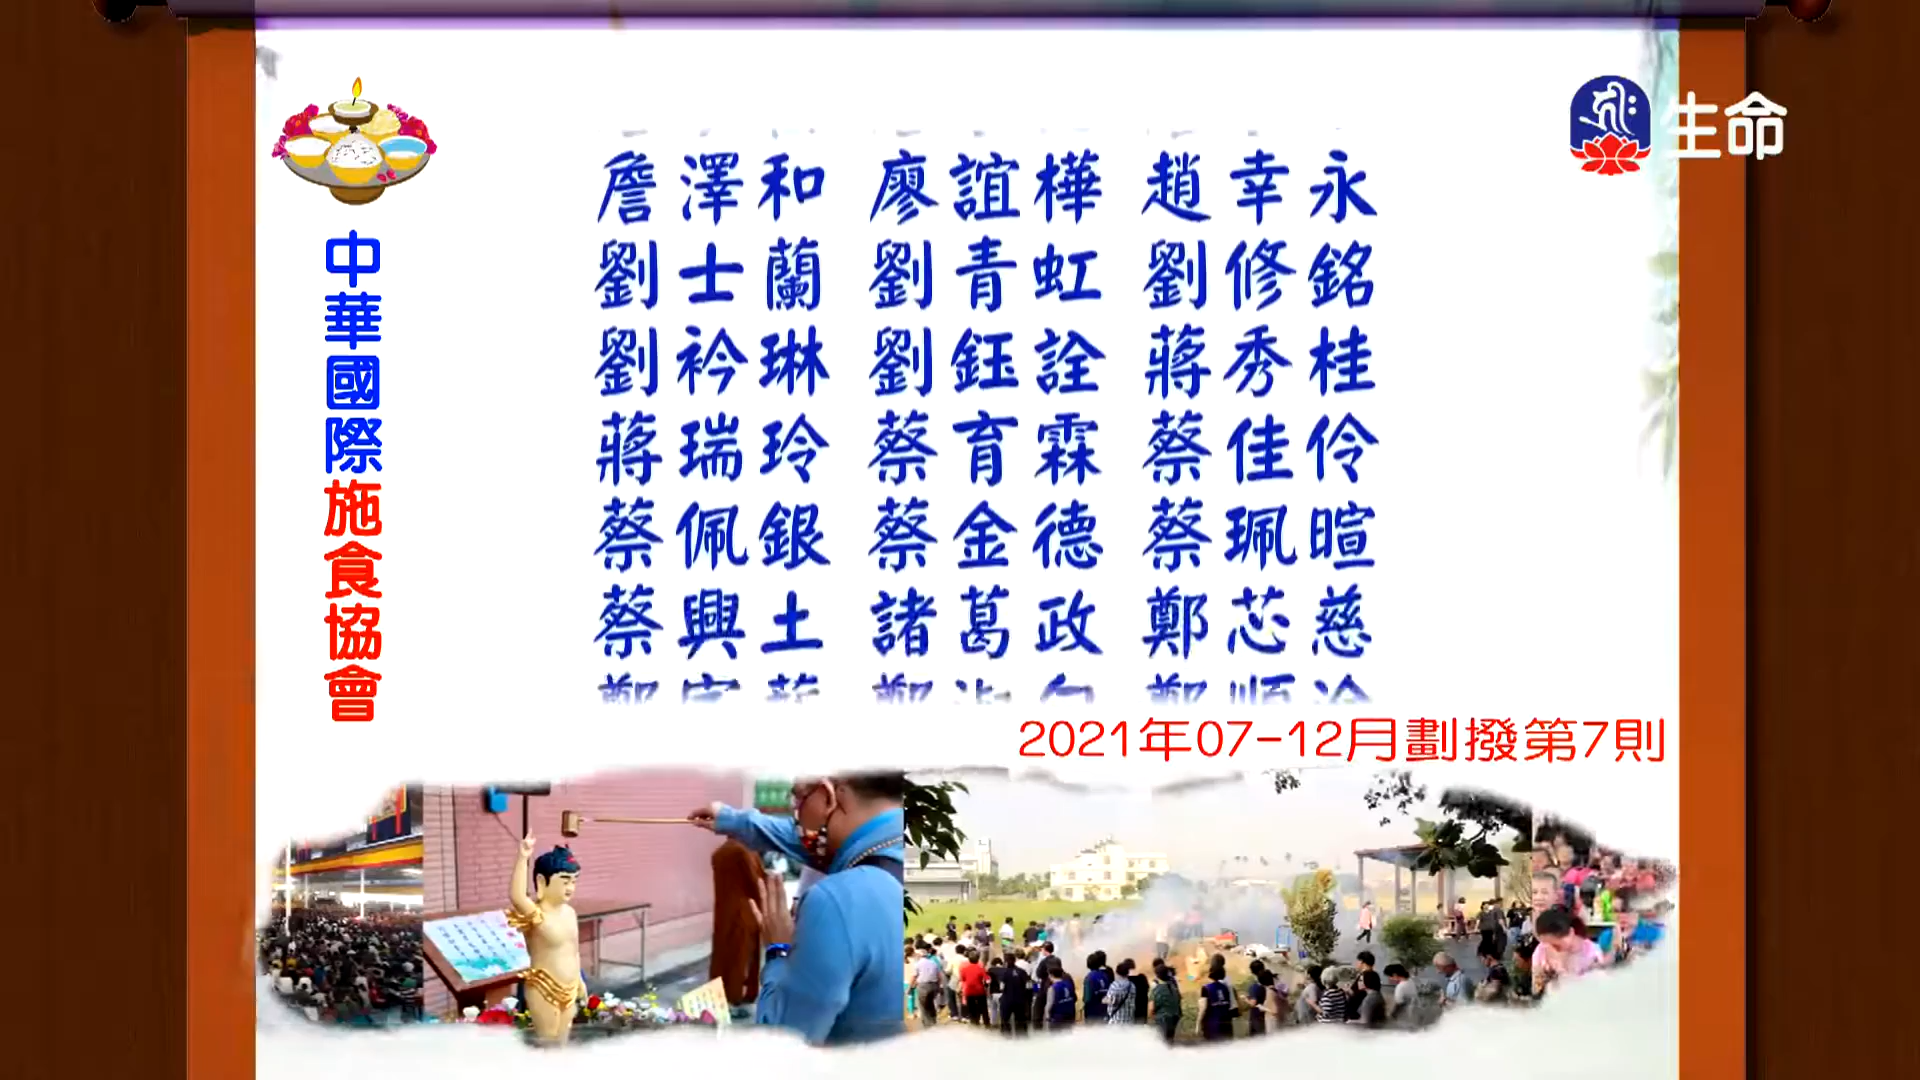 生命
中華國際施食協會
詹澤和 廖誼樺 趙幸永
劉士蘭 劉青虹 劉修銘
劉衿琳 劉鈺詮 蔣秀桂
蔣瑞玲 蔡育霖 蔡佳伶
蔡佩銀 蔡金德 蔡珮暄
蔡興土 諸葛政 鄭芯慈
2021年07-12月劃撥第7則